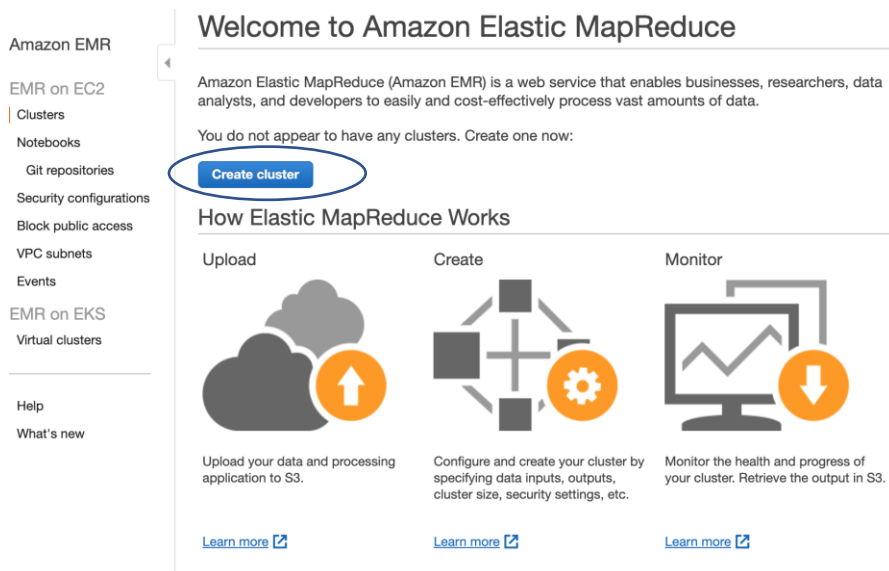 Amazon EMR
EMR on EC2
Clusters
Notebooks
Git repositories
Security configurations
Block public access
VPC subnets
Events
EMR on EKS
Virtual clusters
Help
What's new
Welcome to Amazon Elastic MapReduce
Amazon Elastic MapReduce (Amazon EMR) is a web service that enables businesses, researchers, data
analysts, and developers to easily and cost-effectively process vast amounts of data.
You do not appear to have any clusters. Create one now:
Create cluster
How Elastic MapReduce Works
Upload
Upload your data and processing
application to S3.
Learn more
Create
Configure and create your cluster by
specifying data inputs, outputs,
cluster size, security settings, etc.
Learn more
Monitor
Monitor the health and progress of
your cluster. Retrieve the output in S3.
Learn more